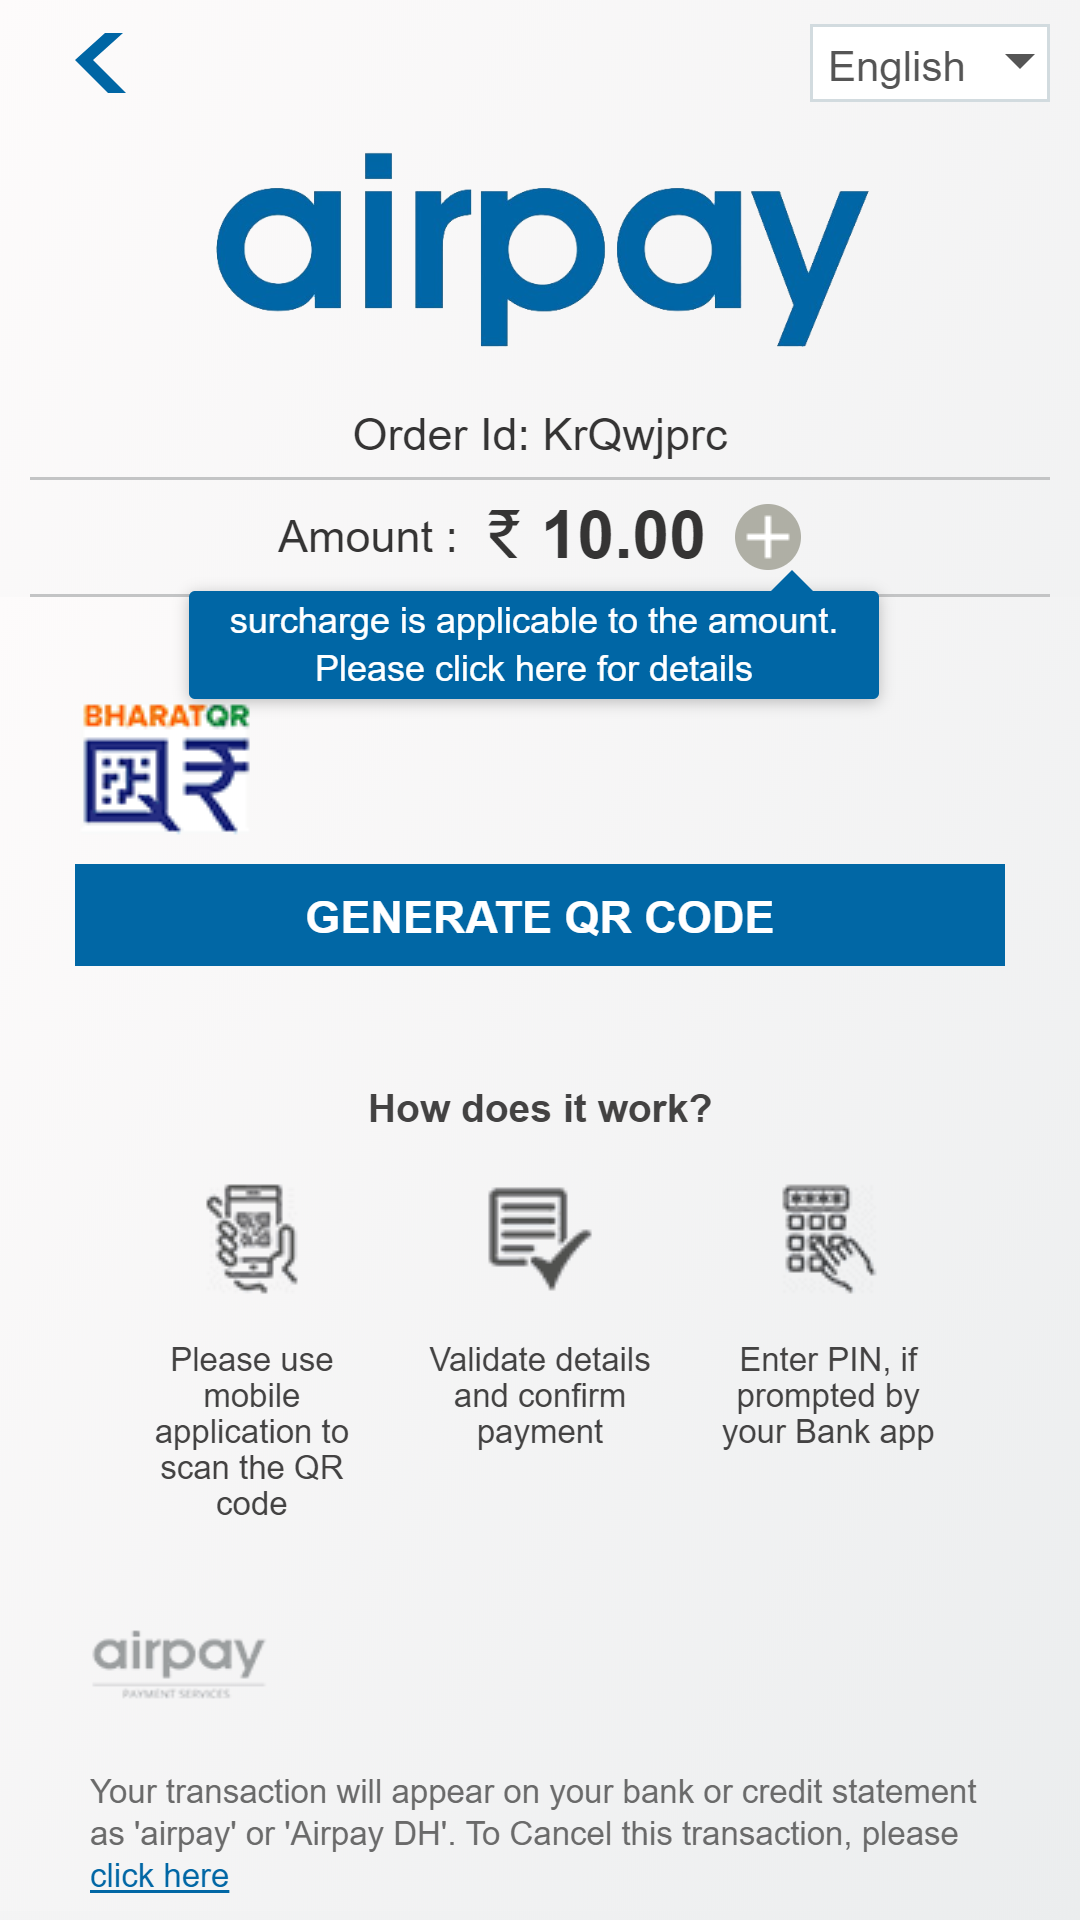 English
airpay
Order Id: KrQwjprc
Amount : ₹ 10.00
surcharge is applicable to the amount.
Please click here for details
BHARATQR
GENERATE QR CODE
How does it work?
Please use
mobile
application to
scan the QR
code
Validate details
and confirm
payment
Enter PIN, if
prompted by
your Bank app
airpay
PAYMENT SERVICES
Your transaction will appear on your bank or credit statement
as 'airpay' or 'Airpay DH'. To Cancel this transaction, please
click here